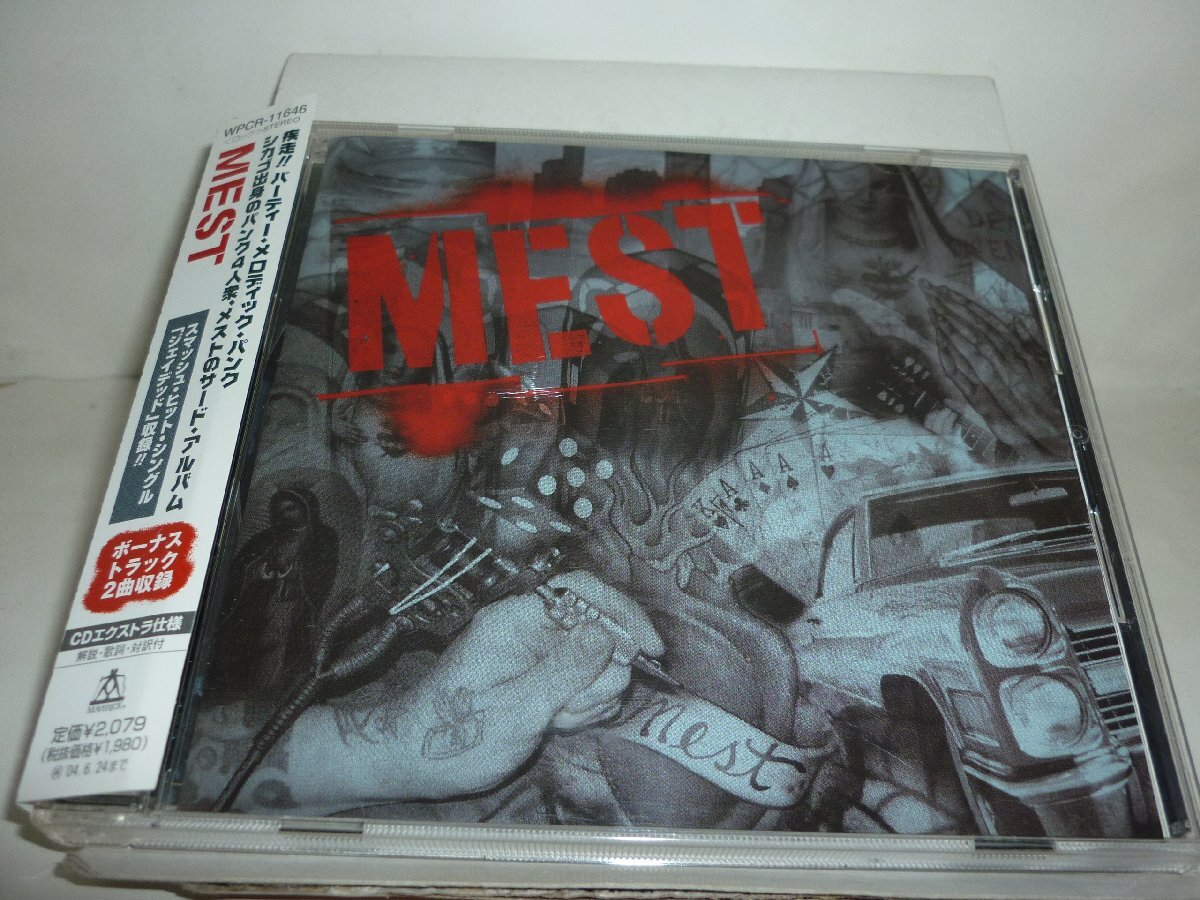 WPCR-11646
STEREO
MEST
疾走!!パーティー・メロディック・パンク
シカゴ出身のパンク4人衆、メストのサード・アルバム
スマッシュ・ヒット・シングル
「ジェイデッド」収録!!
ボーナス
トラック
2曲収録
CDエクストラ仕様
解説・歌詞・対訳付
MAVERICK
定価¥2,079
(税抜価格¥1,980)
'04.6.24まで
MEST
K A A A A
mest